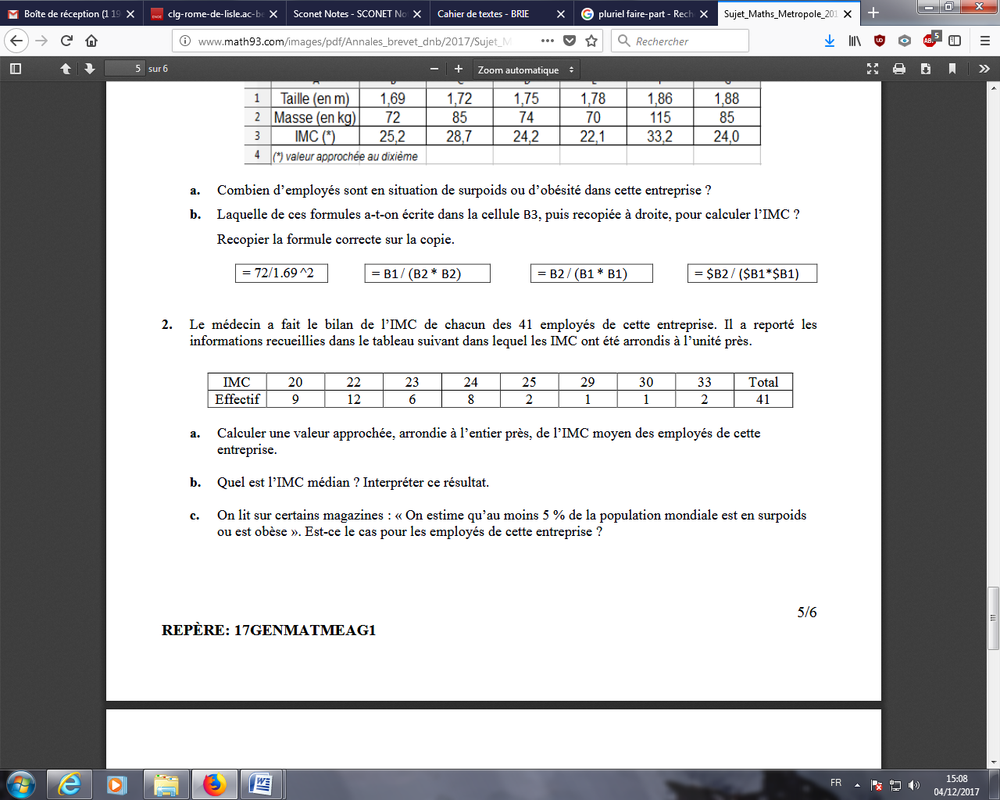 Boîte de réception (1 19
clg-rome-de-lisle.ac-be
Sconet Notes - SCONET No
Cahier de textes - BRIE
pluriel faire-part - Rech
Sujet_Maths_Metropole_201
www.math93.com/images/pdf/Annales_brevet_dnb/2017/Sujet_M
Rechercher
5
5 sur 6
Zoom automatique
1 Taille (en m) 1,69 1,72 1,75 1,78 1,86 1,88
2 Masse (en kg) 72 85 74 70 115 85
3 IMC (*) 25,2 28,7 24,2 22,1 33,2 24,0
4 (*) valeur approchée au dixième
a. Combien d’employés sont en situation de surpoids ou d’obésité dans cette entreprise ?
b. Laquelle de ces formules a-t-on écrite dans la cellule B3, puis recopiée à droite, pour calculer l’IMC ?
Recopier la formule correcte sur la copie.
= 72/1.69 ^2
= B1 / (B2 * B2)
= B2 / (B1 * B1)
= $B2 / ($B1*$B1)
2. Le médecin a fait le bilan de l’IMC de chacun des 41 employés de cette entreprise. Il a reporté les
informations recueillies dans le tableau suivant dans lequel les IMC ont été arrondis à l’unité près.
IMC 20 22 23 24 25 29 30 33 Total
Effectif 9 12 6 8 2 1 1 2 41
a. Calculer une valeur approchée, arrondie à l’entier près, de l’IMC moyen des employés de cette
entreprise.
b. Quel est l’IMC médian ? Interpréter ce résultat.
c. On lit sur certains magazines : « On estime qu’au moins 5 % de la population mondiale est en surpoids
ou est obèse ». Est-ce le cas pour les employés de cette entreprise ?
5/6
REPÈRE: 17GENMATMEAG1
FR
15:08
04/12/2017